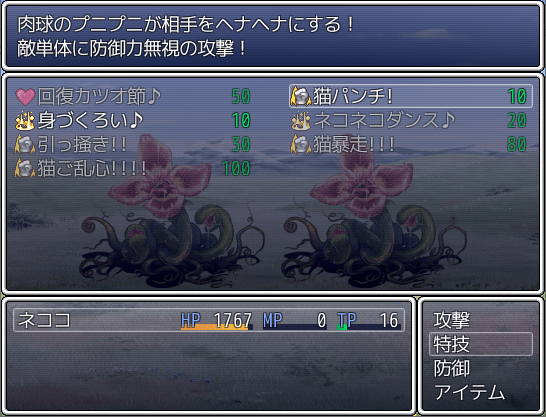 肉球のプニプニが相手をヘナヘナにする！
敵単体に防御力無視の攻撃！
回復カツオ節♪ 50 猫パンチ! 10
身づくろい♪ 10 ネコネコダンス♪ 20
引っ掻き!! 30 猫暴走!!! 80
猫ご乱心!!!! 100
ネココ HP 1767 MP 0 TP 16
攻撃
特技
防御
アイテム